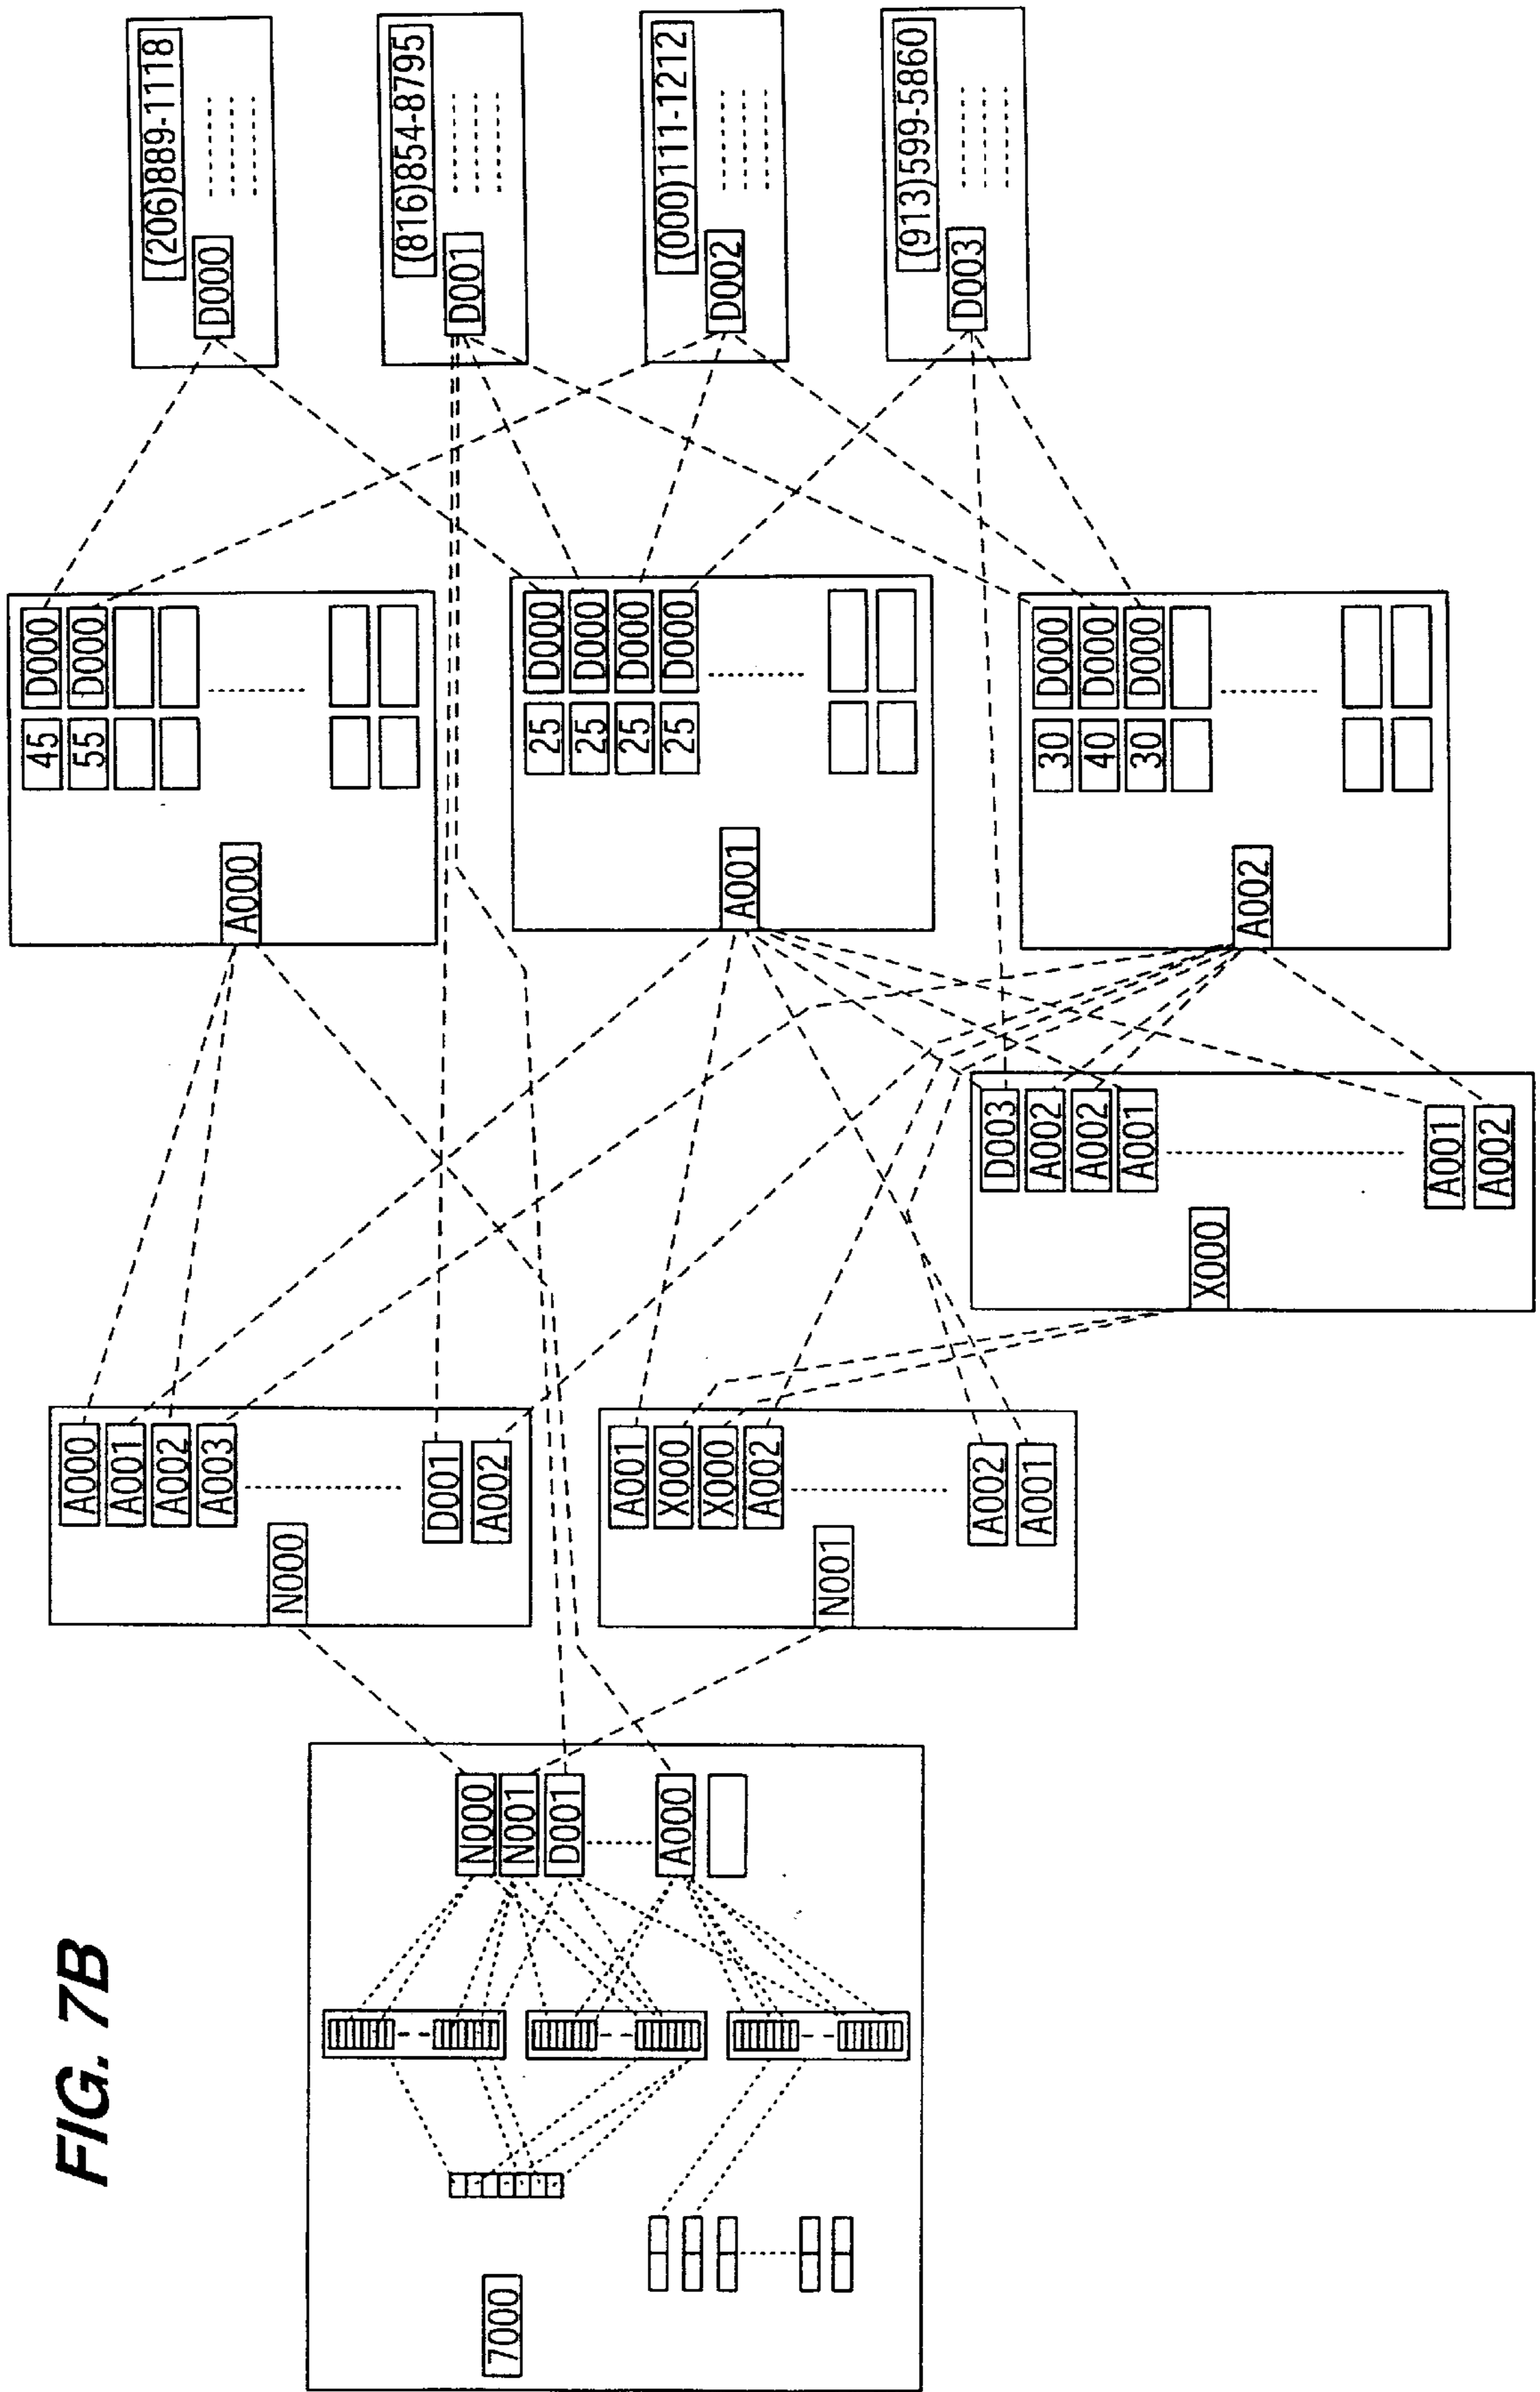 FIG. 7B
7000
N000
N001
D001
A000
N000
A000
A001
A002
A003
D001
A002
N001
A001
X000
X000
A002
A002
A001
X000
D003
A002
A002
A001
A001
A002
A000
45 D000
55 D000
A001
25 D000
25 D000
25 D000
25 D000
A002
30 D000
40 D000
30 D000
(206)889-1118
D000
(816)854-8795
D001
(000)111-1212
D002
(913)599-5860
D003